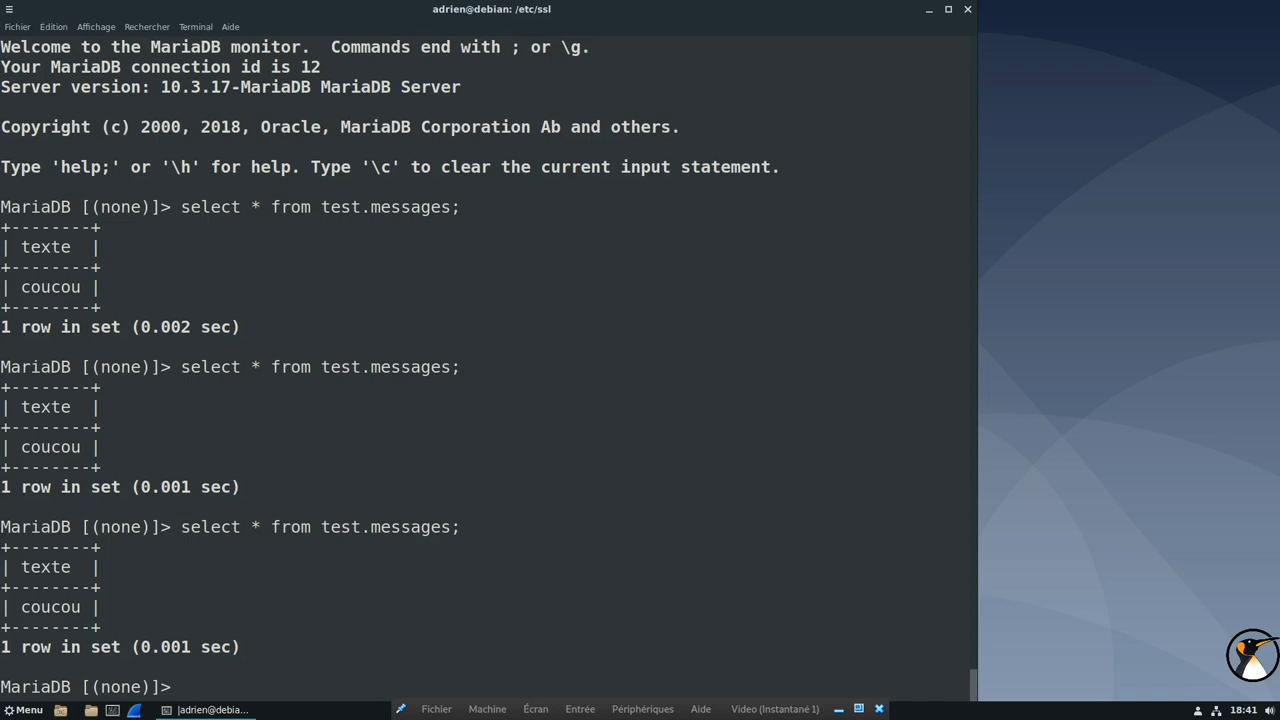 adrien@debian: /etc/ssl
Fichier Édition Affichage Rechercher Terminal Aide
Welcome to the MariaDB monitor.  Commands end with ; or \g.
Your MariaDB connection id is 12
Server version: 10.3.17-MariaDB MariaDB Server
Copyright (c) 2000, 2018, Oracle, MariaDB Corporation Ab and others.
Type 'help;' or '\h' for help. Type '\c' to clear the current input statement.
MariaDB [(none)]> select * from test.messages;
+--------+
| texte  |
+--------+
| coucou |
+--------+
1 row in set (0.002 sec)
MariaDB [(none)]> select * from test.messages;
+--------+
| texte  |
+--------+
| coucou |
+--------+
1 row in set (0.001 sec)
MariaDB [(none)]> select * from test.messages;
+--------+
| texte  |
+--------+
| coucou |
+--------+
1 row in set (0.001 sec)
MariaDB [(none)]>
Menu |adrien@debia... Fichier Machine Écran Entrée Périphériques Aide Video (Instantané 1) 18:41